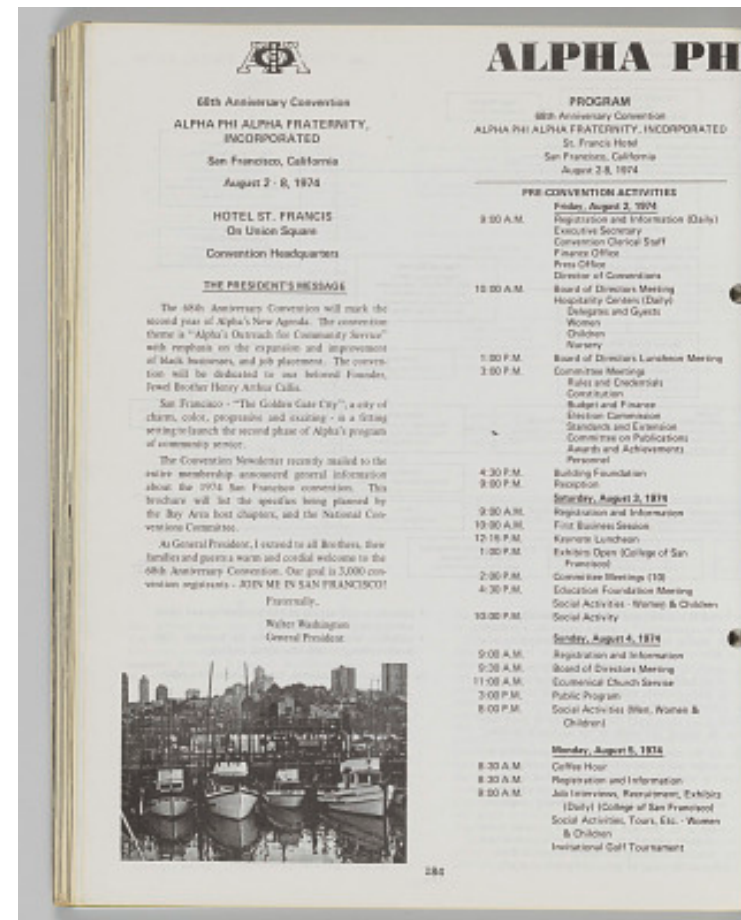 ΑΦΑ
68th Anniversary Convention
ALPHA PHI ALPHA FRATERNITY,
INCORPORATED
San Francisco, California
August 2 - 8, 1974
HOTEL ST. FRANCIS
On Union Square
Convention Headquarters
THE PRESIDENT'S MESSAGE
The 68th Anniversary Convention will mark the
second year of Alpha's New Agenda. The convention
theme is "Alpha's Outreach for Community Service"
with emphasis on the expansion and improvement
of black businesses, and job placement. The conven-
tion will be dedicated to our beloved Founder,
Jewel Brother Henry Arthur Callis.
San Francisco - "The Golden Gate City", a city of
charm, color, progressive and exciting - is a fitting
setting to launch the second phase of Alpha's program
of community service.
The Convention Newsletter recently mailed to the
entire membership announced general information
about the 1974 San Francisco convention. This
brochure will list the specifics being planned by
the Bay Area host chapters, and the National Con-
ventions Committee.
As General President, I extend to all Brothers, their
families and guests a warm and cordial welcome to the
68th Anniversary Convention. Our goal is 3,000 con-
vention registrants - JOIN ME IN SAN FRANCISCO!
Fraternally,
Walter Washington
General President
ALPHA PH
PROGRAM
68th Anniversary Convention
ALPHA PHI ALPHA FRATERNITY, INCORPORATED
St. Francis Hotel
San Francisco, California
August 2-8, 1974
PRE-CONVENTION ACTIVITIES
Friday, August 2, 1974
9:00 A.M. Registration and Information (Daily)
Executive Secretary
Convention Clerical Staff
Finance Office
Press Office
Director of Conventions
10:00 A.M. Board of Directors Meeting
Hospitality Centers (Daily)
Delegates and Guests
Women
Children
Nursery
1:00 P.M. Board of Directors Luncheon Meeting
3:00 P.M. Committee Meetings
Rules and Credentials
Constitution
Budget and Finance
Election Commission
Standards and Extension
Committee on Publications
Awards and Achievements
Personnel
4:30 P.M. Building Foundation
9:00 P.M. Reception
Saturday, August 3, 1974
9:00 A.M. Registration and Information
10:00 A.M. First Business Session
12:15 P.M. Keynote Luncheon
1:00 P.M. Exhibits Open (College of San
Francisco)
2:00 P.M. Committee Meetings (10)
4:30 P.M. Education Foundation Meeting
Social Activities - Women & Children
10:00 P.M. Social Activity
Sunday, August 4, 1974
9:00 A.M. Registration and Information
9:30 A.M. Board of Directors Meeting
11:00 A.M. Ecumenical Church Service
3:00 P.M. Public Program
8:00 P.M. Social Activities (Men, Women &
Children)
Monday, August 5, 1974
8:30 A.M. Coffee Hour
8:30 A.M. Registration and Information
9:00 A.M. Job Interviews, Recruitment, Exhibits
(Daily) (College of San Francisco)
Social Activities, Tours, Etc. - Women
& Children
Invitational Golf Tournament